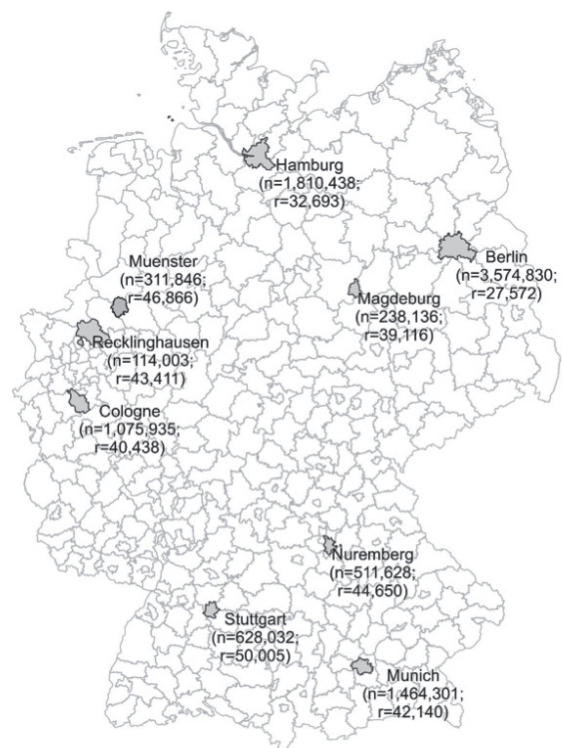 Hamburg
(n=1,810,438;
r=32,693)
Berlin
(n=3,574,830;
r=27,572)
Muenster
(n=311,846;
r=46,866)
Magdeburg
(n=238,136;
r=39,116)
Recklinghausen
(n=114,003;
r=43,411)
Cologne
(n=1,075,935;
r=40,438)
Nuremberg
(n=511,628;
r=44,650)
Stuttgart
(n=628,032;
r=50,005)
Munich
(n=1,464,301;
r=42,140)